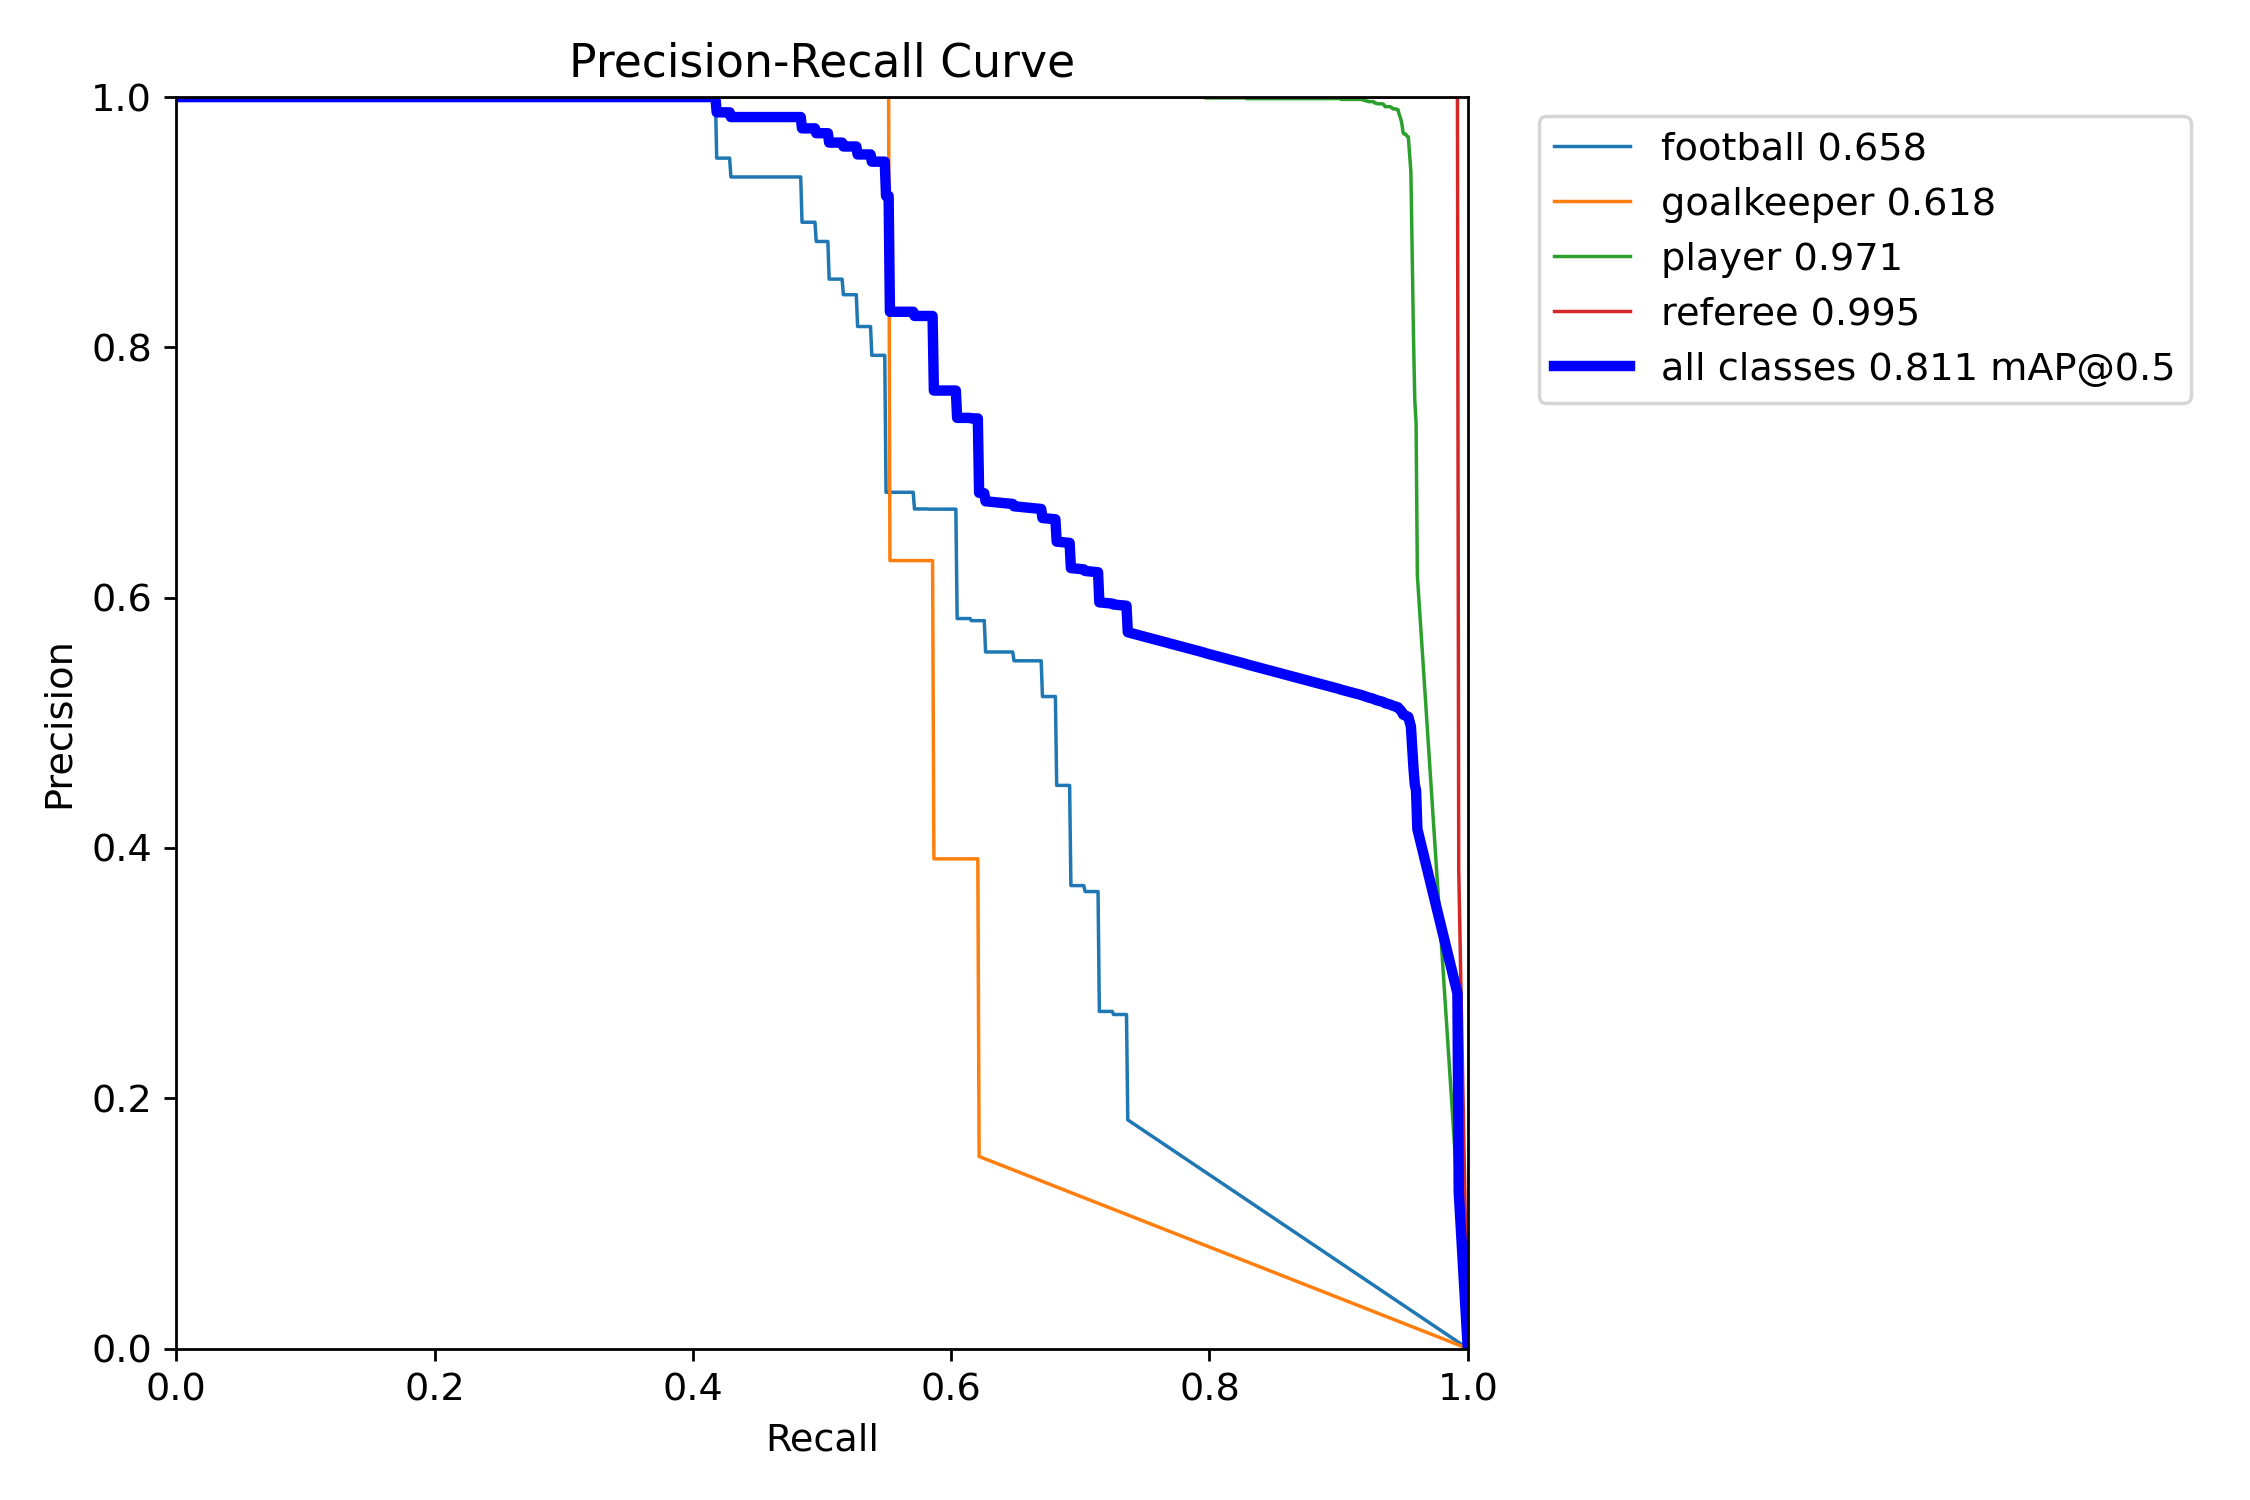 Precision-Recall Curve
1.0
0.8
0.6
0.4
0.2
0.0
Precision
0.0 0.2 0.4 0.6 0.8 1.0
Recall
football 0.658
goalkeeper 0.618
player 0.971
referee 0.995
all classes 0.811 mAP@0.5